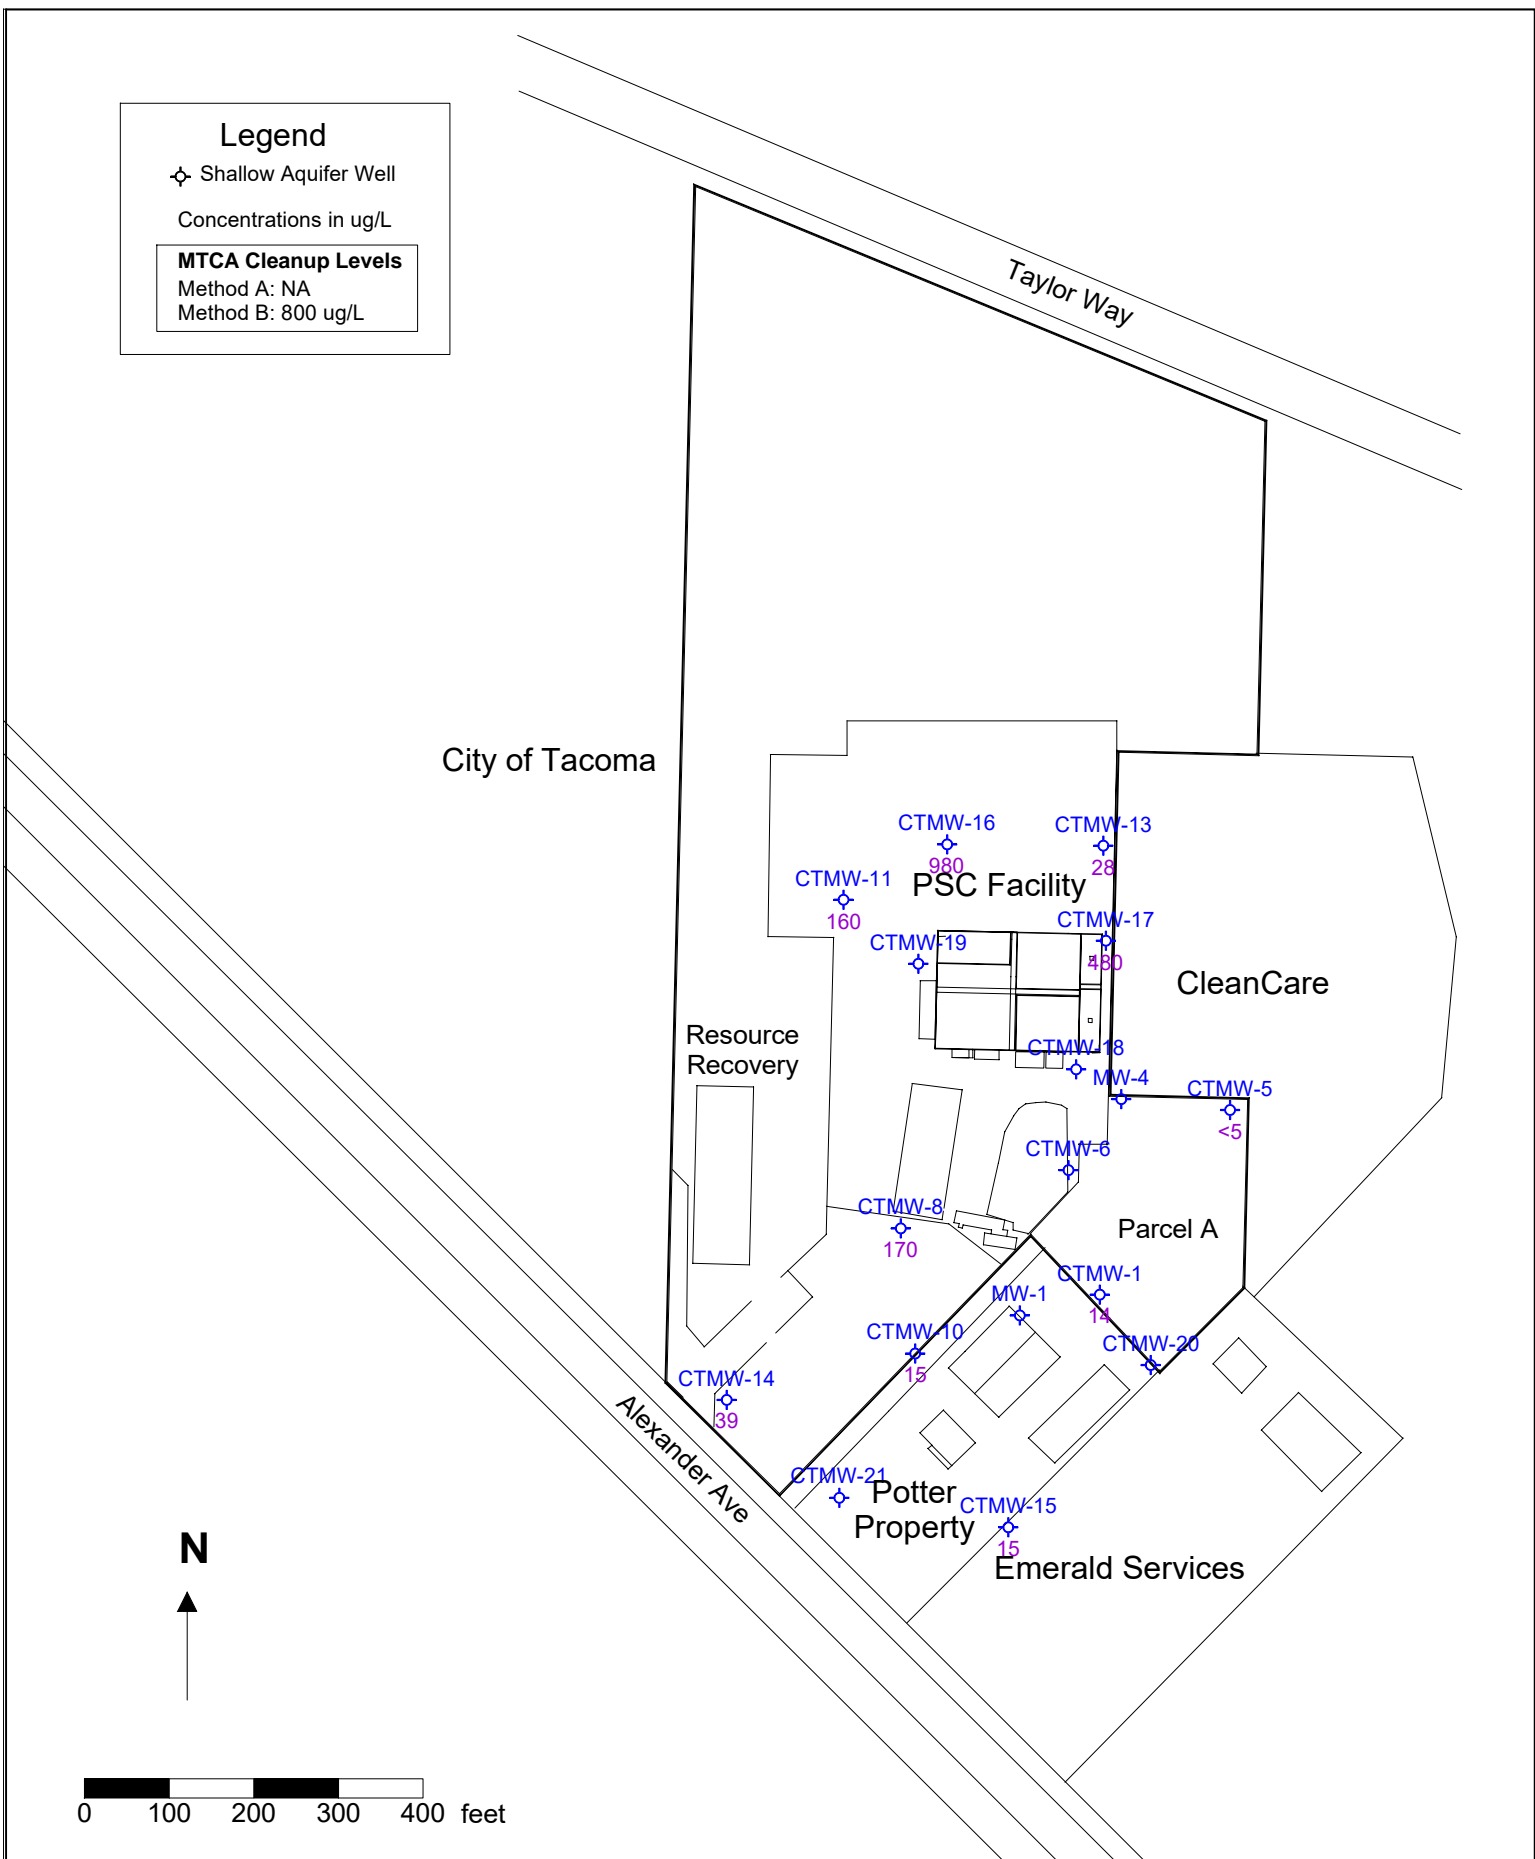 Legend
Shallow Aquifer Well
Concentrations in ug/L
MTCA Cleanup Levels
Method A: NA
Method B: 800 ug/L
Taylor Way
City of Tacoma
CTMW-16
980
CTMW-13
28
CTMW-11
160
PSC Facility
CTMW-17
480
CTMW-19
CleanCare
Resource
Recovery
CTMW-18
MW-4
CTMW-5
<5
CTMW-6
CTMW-8
170
Parcel A
CTMW-1
14
MW-1
CTMW-10
15
CTMW-20
CTMW-14
39
Alexander Ave
CTMW-21
Potter
Property
CTMW-15
15
Emerald Services
N
0 100 200 300 400 feet